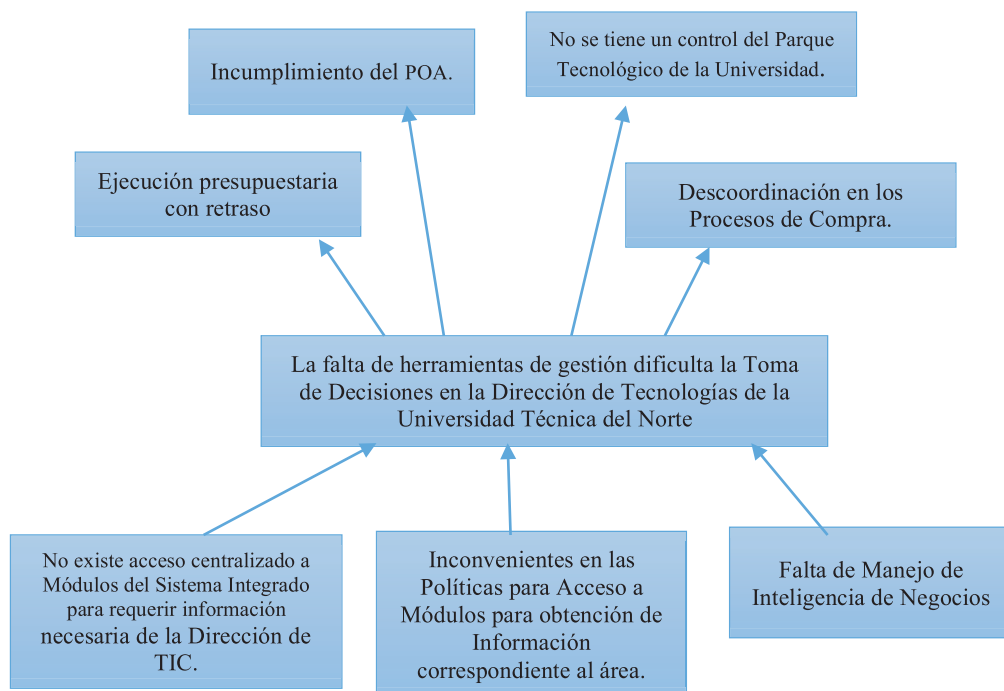 No se tiene un control del Parque
Tecnológico de la Universidad.
Incumplimiento del POA.
Ejecución presupuestaria
con retraso
Descoordinación en los
Procesos de Compra.
La falta de herramientas de gestión dificulta la Toma
de Decisiones en la Dirección de Tecnologías de la
Universidad Técnica del Norte
No existe acceso centralizado a
Módulos del Sistema Integrado
para requerir información
necesaria de la Dirección de
TIC.
Inconvenientes en las
Políticas para Acceso a
Módulos para obtención de
Información
correspondiente al área.
Falta de Manejo de
Inteligencia de Negocios